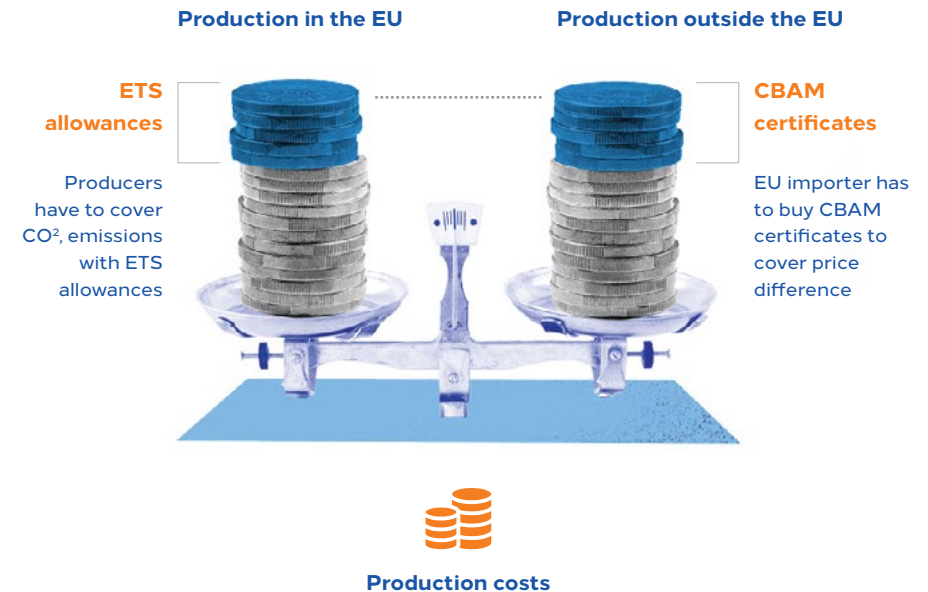 Production in the EU
Production outside the EU
ETS
allowances
Producers
have to cover
CO², emissions
with ETS
allowances
CBAM
certificates
EU importer has
to buy CBAM
certificates to
cover price
difference
Production costs